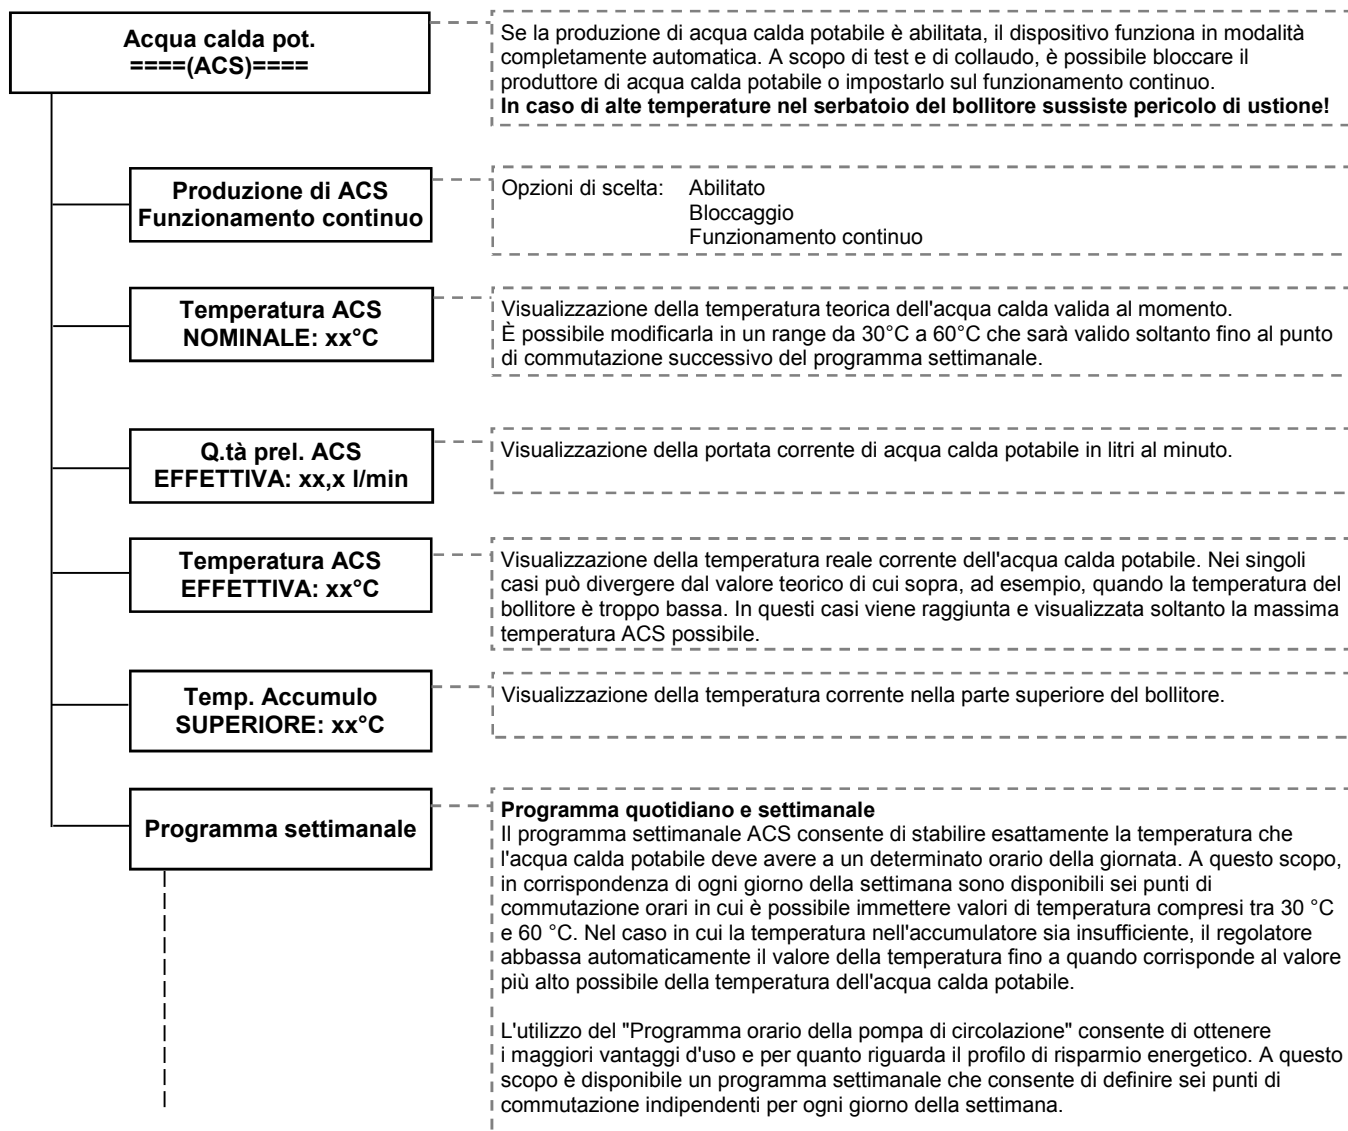 Acqua calda pot.
====(ACS)====
Se la produzione di acqua calda potabile è abilitata, il dispositivo funziona in modalità
completamente automatica. A scopo di test e di collaudo, è possibile bloccare il
produttore di acqua calda potabile o impostarlo sul funzionamento continuo.
In caso di alte temperature nel serbatoio del bollitore sussiste pericolo di ustione!
Produzione di ACS
Funzionamento continuo
Opzioni di scelta: Abilitato
Bloccaggio
Funzionamento continuo
Temperatura ACS
NOMINALE: xx°C
Visualizzazione della temperatura teorica dell'acqua calda valida al momento.
È possibile modificarla in un range da 30°C a 60°C che sarà valido soltanto fino al punto
di commutazione successivo del programma settimanale.
Q.tà prel. ACS
EFFETTIVA: xx,x l/min
Visualizzazione della portata corrente di acqua calda potabile in litri al minuto.
Temperatura ACS
EFFETTIVA: xx°C
Visualizzazione della temperatura reale corrente dell'acqua calda potabile. Nei singoli
casi può divergere dal valore teorico di cui sopra, ad esempio, quando la temperatura del
bollitore è troppo bassa. In questi casi viene raggiunta e visualizzata soltanto la massima
temperatura ACS possibile.
Temp. Accumulo
SUPERIORE: xx°C
Visualizzazione della temperatura corrente nella parte superiore del bollitore.
Programma settimanale
Programma quotidiano e settimanale
Il programma settimanale ACS consente di stabilire esattamente la temperatura che
l'acqua calda potabile deve avere a un determinato orario della giornata. A questo scopo,
in corrispondenza di ogni giorno della settimana sono disponibili sei punti di
commutazione orari in cui è possibile immettere valori di temperatura compresi tra 30 °C
e 60 °C. Nel caso in cui la temperatura nell'accumulatore sia insufficiente, il regolatore
abbassa automaticamente il valore della temperatura fino a quando corrisponde al valore
più alto possibile della temperatura dell'acqua calda potabile.
L'utilizzo del "Programma orario della pompa di circolazione" consente di ottenere
i maggiori vantaggi d'uso e per quanto riguarda il profilo di risparmio energetico. A questo
scopo è disponibile un programma settimanale che consente di definire sei punti di
commutazione indipendenti per ogni giorno della settimana.